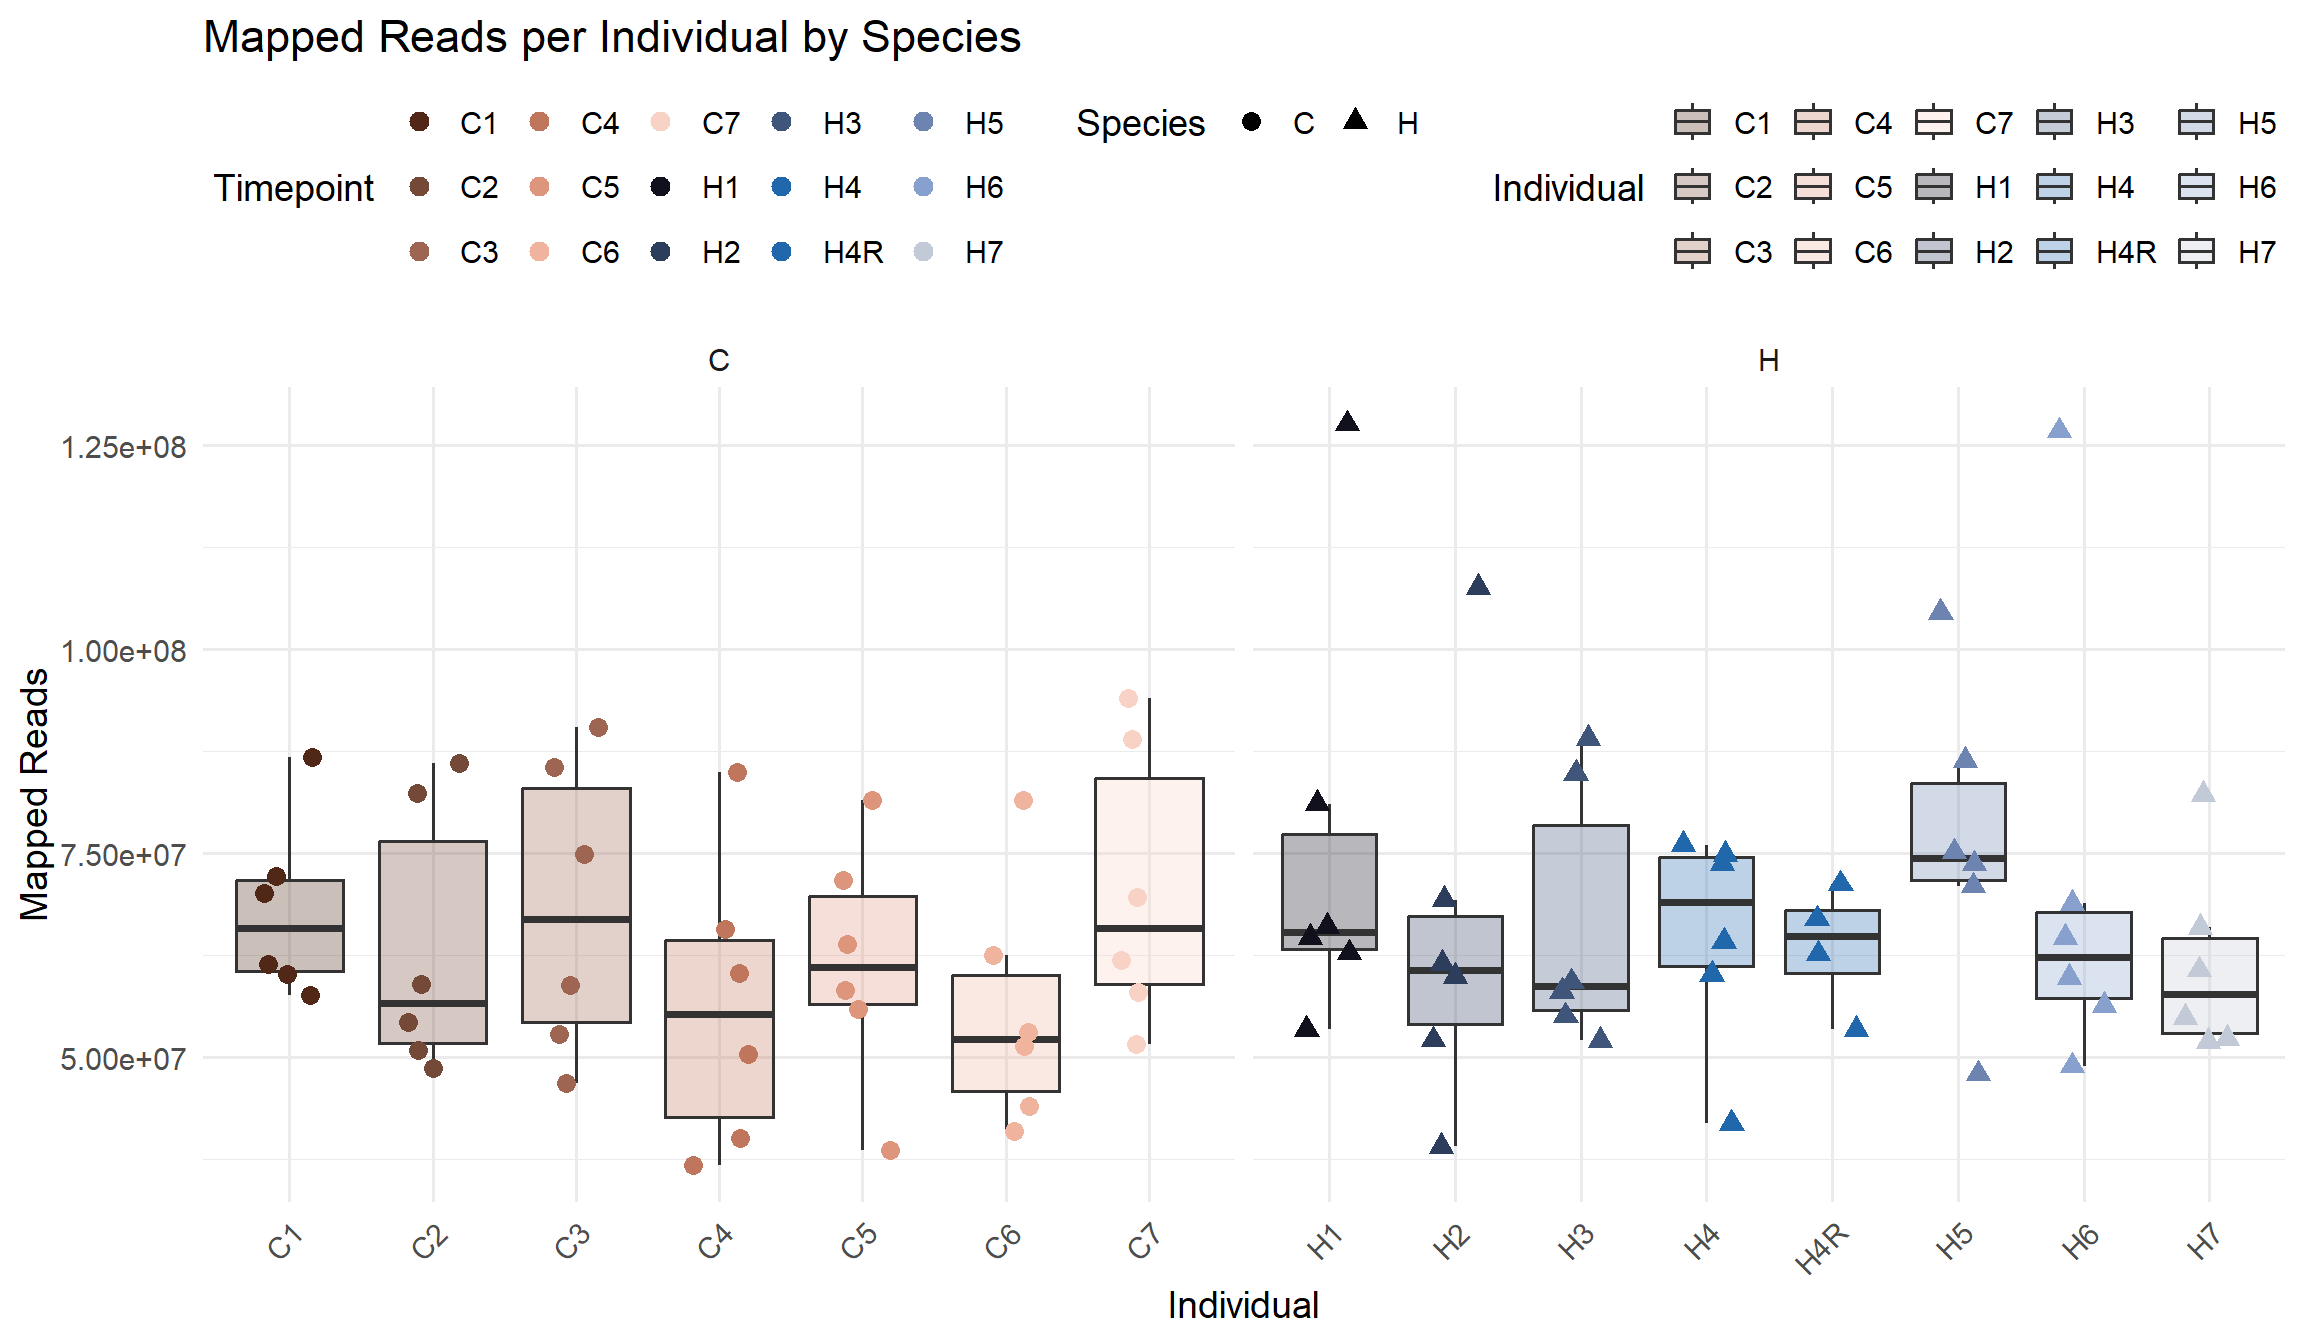 Mapped Reads per Individual by Species
C1 C4 C7 H3 H5
Timepoint C2 C5 H1 H4 H6
C3 C6 H2 H4R H7
Species C H
C1 C4 C7 H3 H5
Individual C2 C5 H1 H4 H6
C3 C6 H2 H4R H7
C H
Mapped Reads
1.25e+08
1.00e+08
7.50e+07
5.00e+07
C1 C2 C3 C4 C5 C6 C7 H1 H2 H3 H4 H4R H5 H6 H7
Individual